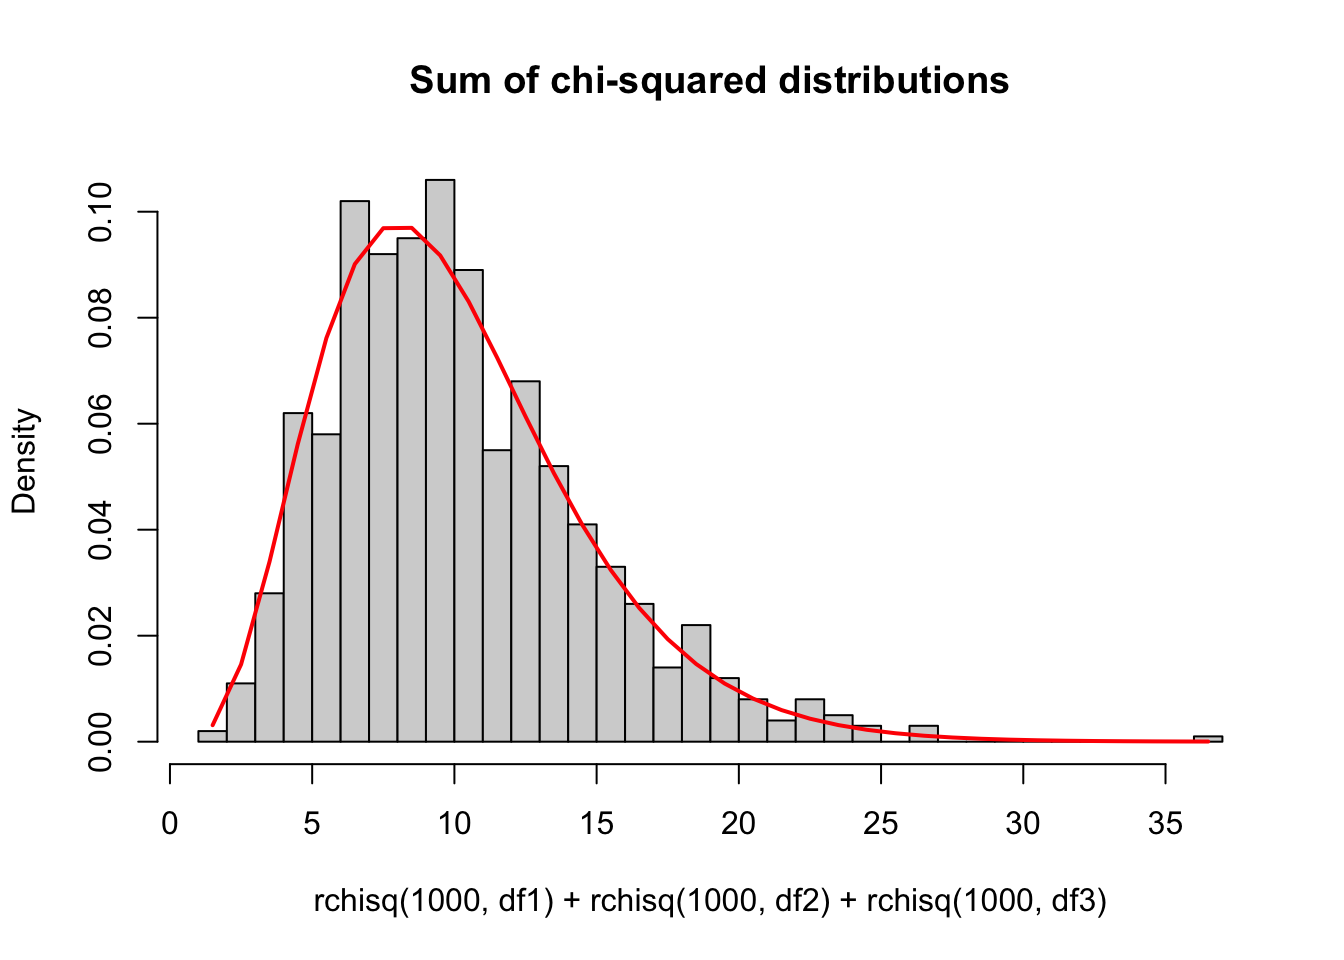 Sum of chi-squared distributions
Density
0.10
0.08
0.06
0.04
0.02
0.00
0 5 10 15 20 25 30 35
rchisq(1000, df1) + rchisq(1000, df2) + rchisq(1000, df3)